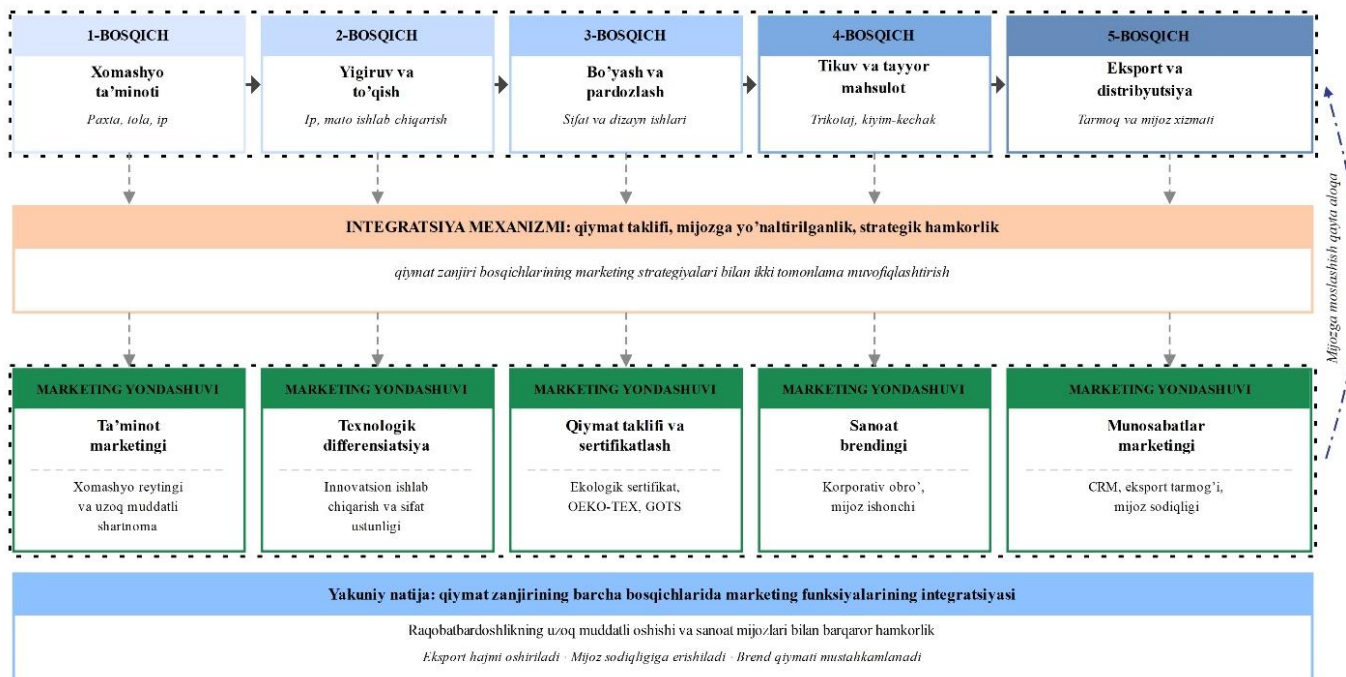 1-BOSQICH
Xomashyo
ta’minoti
Paxta, tola, ip
2-BOSQICH
Yigiruv va
to’qish
Ip, mato ishlab chiqarish
3-BOSQICH
Bo’yash va
pardozlash
Sifat va dizayn ishlari
4-BOSQICH
Tikuv va tayyor
mahsulot
Trikotaj, kiyim-kechak
5-BOSQICH
Eksport va
distribyutsiya
Tarmoq va mijoz xizmati
Mijozga moslashish qayta aloqa
INTEGRATSIYA MEXANIZMI: qiymat taklifi, mijozga yo’naltirilganlik, strategik hamkorlik
qiymat zanjiri bosqichlarining marketing strategiyalari bilan ikki tomonlama muvofiqlashtirish
MARKETING YONDASHUVI
Ta’minot
marketingi
Xomashyo reytingi
va uzoq muddatli
shartnoma
MARKETING YONDASHUVI
Texnologik
differensiatsiya
Innovatsion ishlab
chiqarish va sifat
ustunligi
MARKETING YONDASHUVI
Qiymat taklifi va
sertifikatlash
Ekologik sertifikat,
OEKO-TEX, GOTS
MARKETING YONDASHUVI
Sanoat
brendingi
Korporativ obro’,
mijoz ishonchi
MARKETING YONDASHUVI
Munosabatlar
marketingi
CRM, eksport tarmog’i,
mijoz sodiqligi
Yakuniy natija: qiymat zanjirining barcha bosqichlarida marketing funksiyalarining integratsiyasi
Raqobatbardoshlikning uzoq muddatli oshishi va sanoat mijozlari bilan barqaror hamkorlik
Eksport hajmi oshiriladi · Mijoz sodiqligiga erishiladi · Brend qiymati mustahkamlanadi